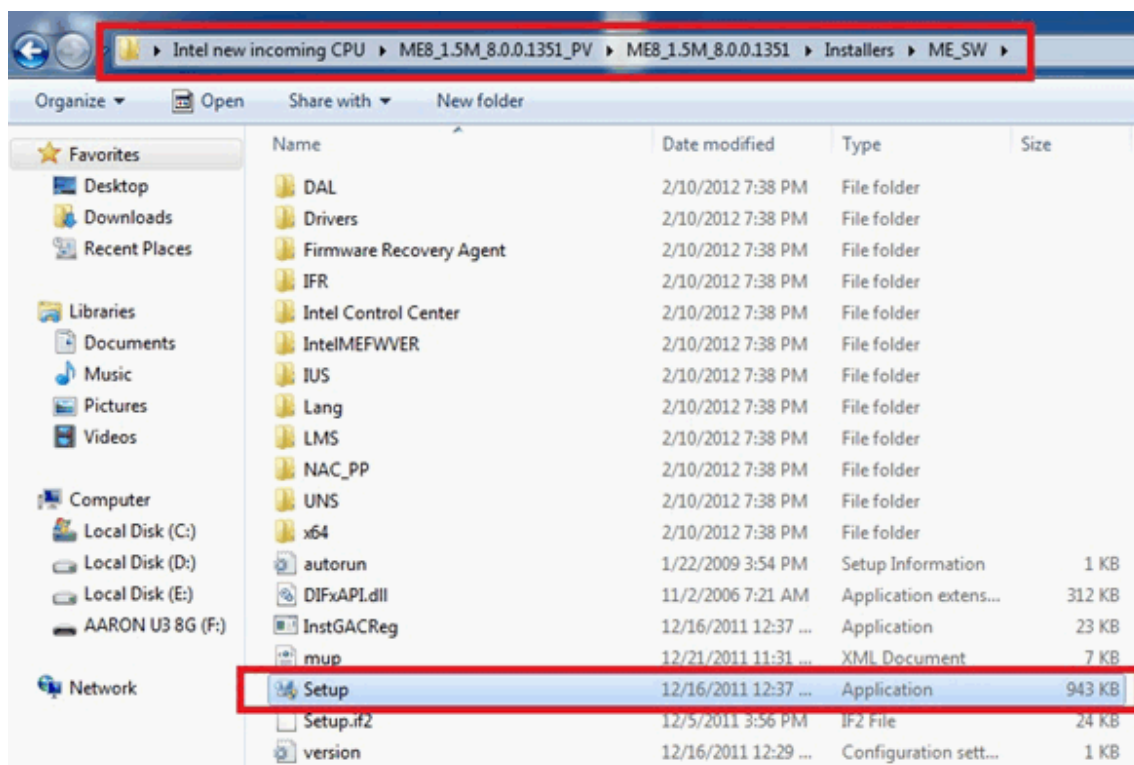 Intel new incoming CPU ▸ ME8_1.5M_8.0.0.1351_PV ▸ ME8_1.5M_8.0.0.1351 ▸ Installers ▸ ME_SW ▸
Organize Open Share with New folder
Name Date modified Type Size
Favorites
Desktop
Downloads
Recent Places
Libraries
Documents
Music
Pictures
Videos
Computer
Local Disk (C:)
Local Disk (D:)
Local Disk (E:)
AARON U3 8G (F:)
Network
DAL 2/10/2012 7:38 PM File folder
Drivers 2/10/2012 7:38 PM File folder
Firmware Recovery Agent 2/10/2012 7:38 PM File folder
IFR 2/10/2012 7:38 PM File folder
Intel Control Center 2/10/2012 7:38 PM File folder
IntelMEFWVER 2/10/2012 7:38 PM File folder
IUS 2/10/2012 7:38 PM File folder
Lang 2/10/2012 7:38 PM File folder
LMS 2/10/2012 7:38 PM File folder
NAC_PP 2/10/2012 7:38 PM File folder
UNS 2/10/2012 7:38 PM File folder
x64 2/10/2012 7:38 PM File folder
autorun 1/22/2009 3:54 PM Setup Information 1 KB
DIFxAPI.dll 11/2/2006 7:21 AM Application extens... 312 KB
InstGACReg 12/16/2011 12:37 ... Application 23 KB
mup 12/21/2011 11:31 ... XML Document 7 KB
Setup 12/16/2011 12:37 ... Application 943 KB
Setup.if2 12/5/2011 3:56 PM IF2 File 24 KB
version 12/16/2011 12:29 ... Configuration sett... 1 KB